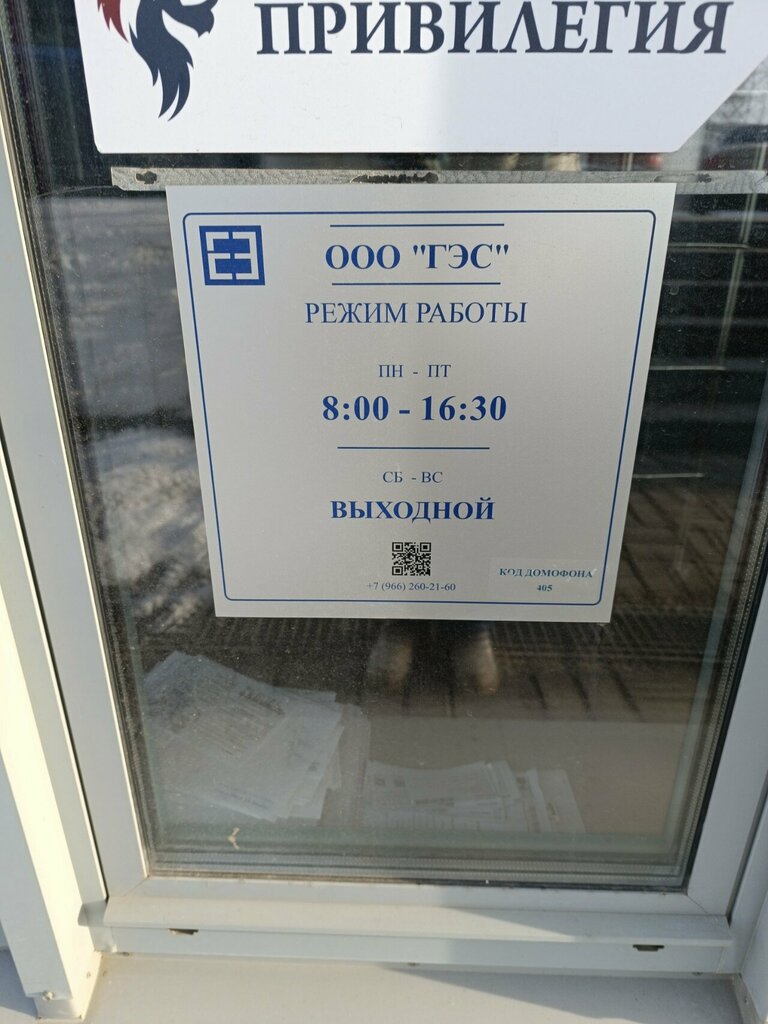 ПРИВИЛЕГИЯ
ООО "ГЭС"
РЕЖИМ РАБОТЫ
ПН - ПТ
8:00 - 16:30
СБ - ВС
ВЫХОДНОЙ
+7 (966) 260-21-60
КОД ДОМОФОНА
405